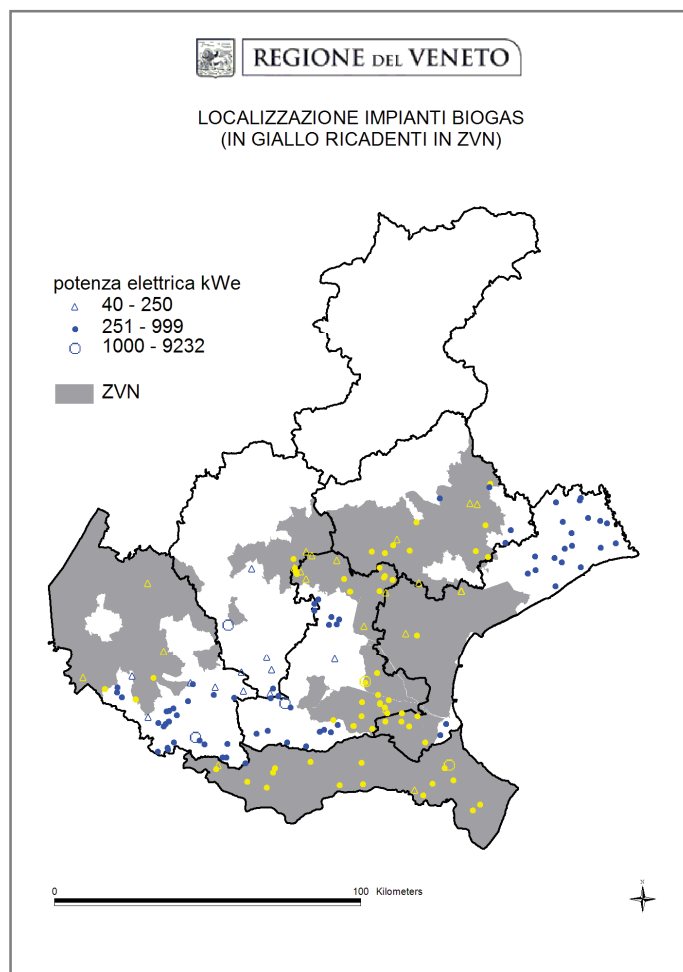 REGIONE DEL VENETO
LOCALIZZAZIONE IMPIANTI BIOGAS
(IN GIALLO RICADENTI IN ZVN)
potenza elettrica kWe
40 - 250
251 - 999
1000 - 9232
ZVN
0 100 Kilometers
N